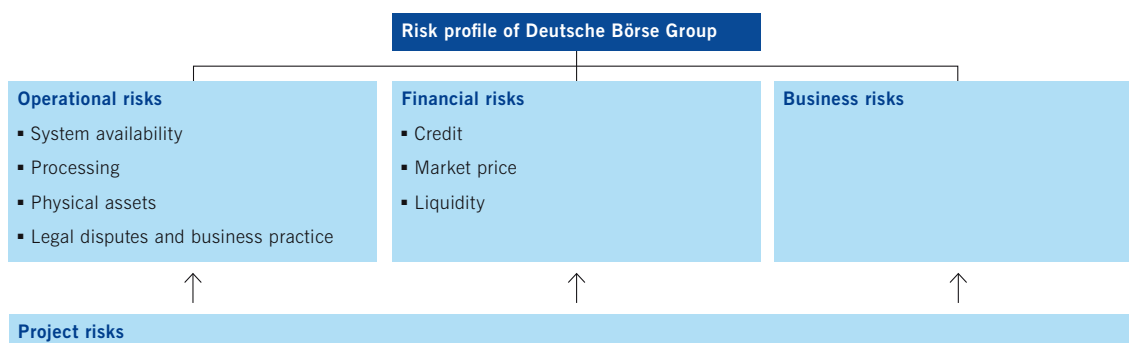 Risk profile of Deutsche Börse Group
Operational risks
▪ System availability
▪ Processing
▪ Physical assets
▪ Legal disputes and business practice
Financial risks
▪ Credit
▪ Market price
▪ Liquidity
Business risks
Project risks